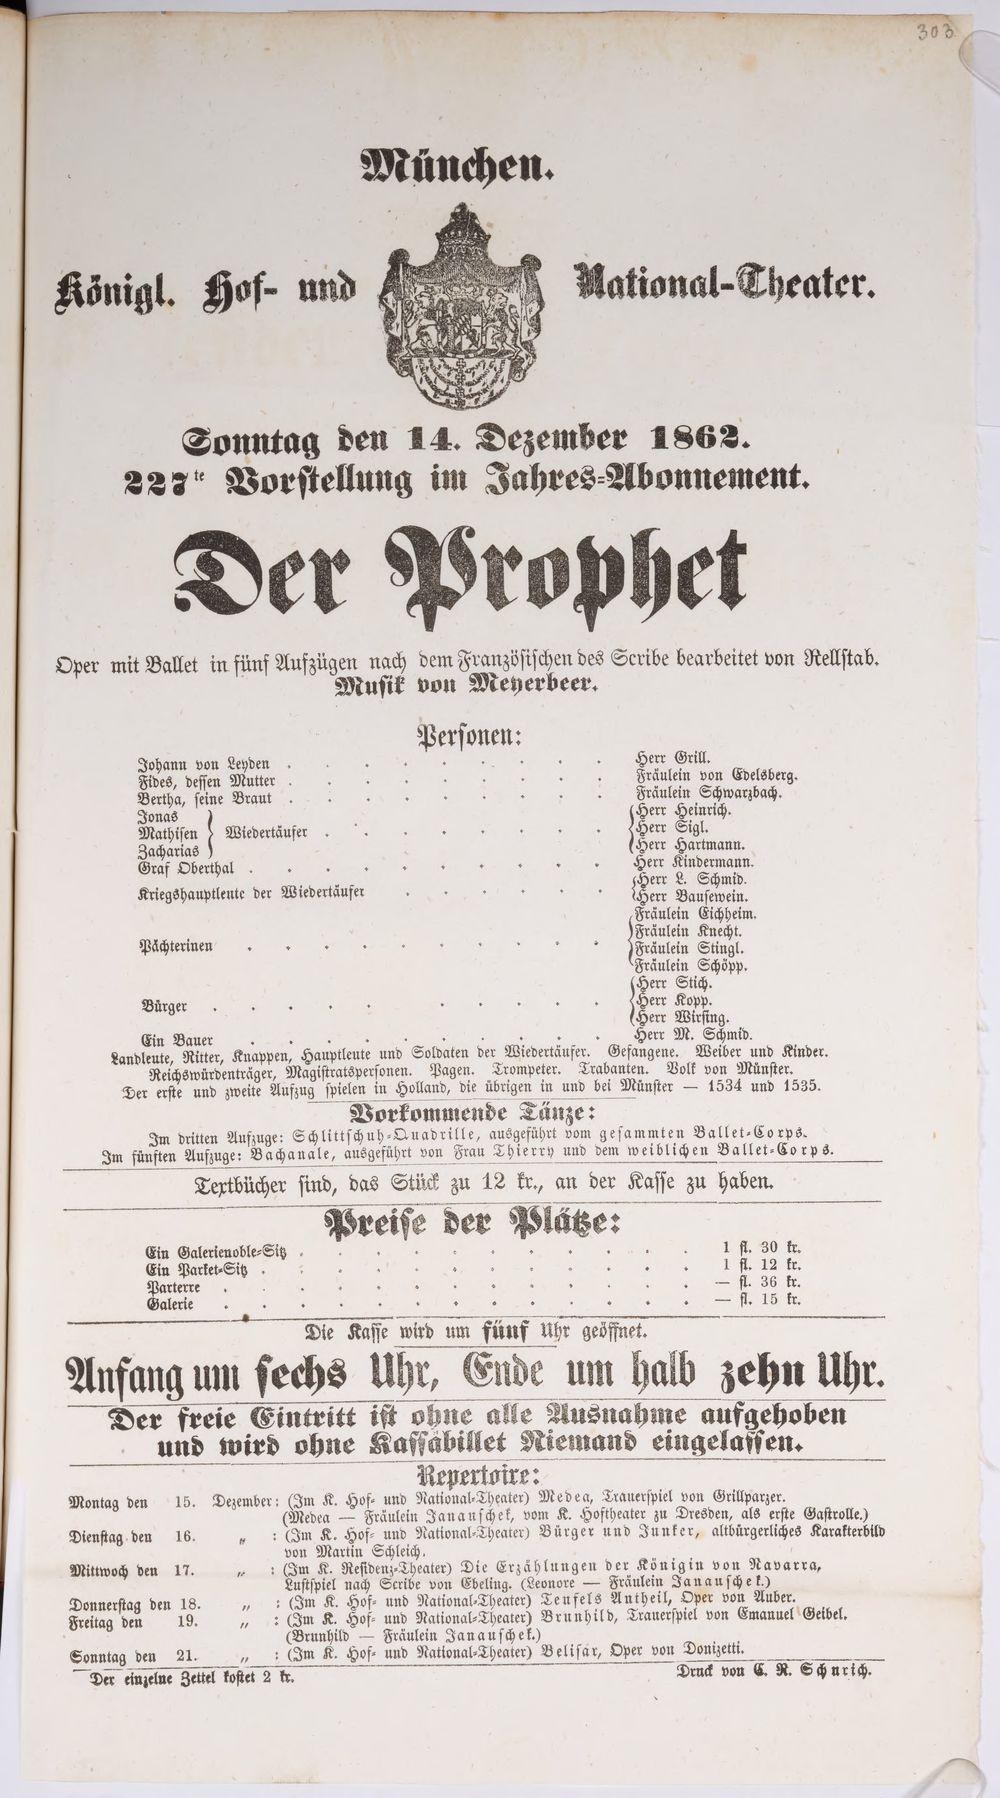 303
München.
Königl. Hof- und National-Theater.
Sonntag den 14. Dezember 1862.
227te Vorstellung im Jahres-Abonnement.
Der Prophet
Oper mit Ballet in fünf Aufzügen nach dem Französischen des Scribe bearbeitet von Rellstab.
Musik von Meyerbeer.
Personen:
Johann von Leyden . . . . . . . . . Herr Grill.
Fides, dessen Mutter . . . . . . . . . Fräulein von Edelsberg.
Bertha, seine Braut . . . . . . . . . Fräulein Schwarzbach.
Jonas Herr Heinrich.
Mathisen } Wiedertäufer . . . . . . . . { Herr Sigl.
Zacharias Herr Hartmann.
Graf Oberthal . . . . . . . . . . Herr Kindermann.
Kriegshauptleute der Wiedertäufer . . . . . . { Herr L. Schmid.
Herr Bausewein.
Pächterinen . . . . . . . . . . { Fräulein Eichheim.
Fräulein Knecht.
Fräulein Stingl.
Fräulein Schöpp.
Bürger . . . . . . . . . . . { Herr Stich.
Herr Kopp.
Herr Wirsing.
Ein Bauer . . . . . . . . . . Herr M. Schmid.
Landleute, Ritter, Knappen, Hauptleute und Soldaten der Wiedertäufer. Gefangene. Weiber und Kinder.
Reichswürdenträger, Magistratspersonen. Pagen. Trompeter. Trabanten. Volk von Münster.
Der erste und zweite Aufzug spielen in Holland, die übrigen in und bei Münster — 1534 und 1535.
Vorkommende Tänze:
Im dritten Aufzuge: Schlittschuh-Quadrille, ausgeführt vom gesammten Ballet-Corps.
Im fünften Aufzuge: Bachanale, ausgeführt von Frau Thierry und dem weiblichen Ballet-Corps.
Textbücher sind, das Stück zu 12 kr., an der Kasse zu haben.
Preise der Plätze:
Ein Galerienoble-Sitz . . . . . . . . . . . 1 fl. 30 kr.
Ein Parket-Sitz . . . . . . . . . . . . 1 fl. 12 kr.
Parterre . . . . . . . . . . . . . — fl. 36 kr.
Galerie . . . . . . . . . . . . . — fl. 15 kr.
Die Kasse wird um fünf Uhr geöffnet.
Anfang um sechs Uhr, Ende um halb zehn Uhr.
Der freie Eintritt ist ohne alle Ausnahme aufgehoben
und wird ohne Kassabillet Niemand eingelassen.
Repertoire:
Montag den 15. Dezember: (Im K. Hof- und National-Theater) Medea, Trauerspiel von Grillparzer.
(Medea — Fräulein Janauschek, vom K. Hoftheater zu Dresden, als erste Gastrolle.)
Dienstag den 16. „ : (Im K. Hof- und National-Theater) Bürger und Junker, altbürgerliches Karakterbild
von Martin Schleich.
Mittwoch den 17. „ : (Im K. Residenz-Theater) Die Erzählungen der Königin von Navarra,
Lustspiel nach Scribe von Ebeling. (Leonore — Fräulein Janauschek.)
Donnerstag den 18. „ : (Im K. Hof- und National-Theater) Teufels Antheil, Oper von Auber.
Freitag den 19. „ : (Im K. Hof- und National-Theater) Brunhild, Trauerspiel von Emanuel Geibel.
(Brunhild — Fräulein Janauschek.)
Sonntag den 21. „ : (Im K. Hof- und National-Theater) Belisar, Oper von Donizetti.
Der einzelne Zettel kostet 2 kr. Druck von C. R. Schurich.